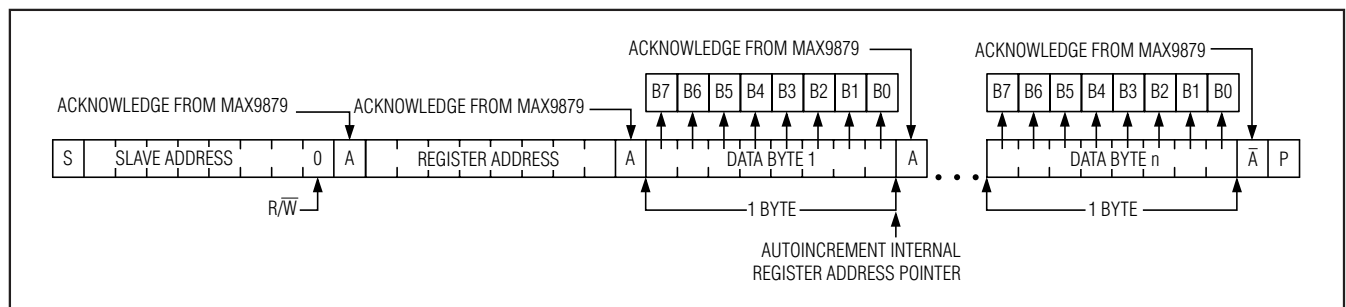 ACKNOWLEDGE FROM MAX9879
ACKNOWLEDGE FROM MAX9879
B7 B6 B5 B4 B3 B2 B1 B0
B7 B6 B5 B4 B3 B2 B1 B0
ACKNOWLEDGE FROM MAX9879
ACKNOWLEDGE FROM MAX9879
S SLAVE ADDRESS 0 A REGISTER ADDRESS A DATA BYTE 1 A • • • DATA BYTE n A̅ P
R/W̅
1 BYTE
1 BYTE
AUTOINCREMENT INTERNAL
REGISTER ADDRESS POINTER